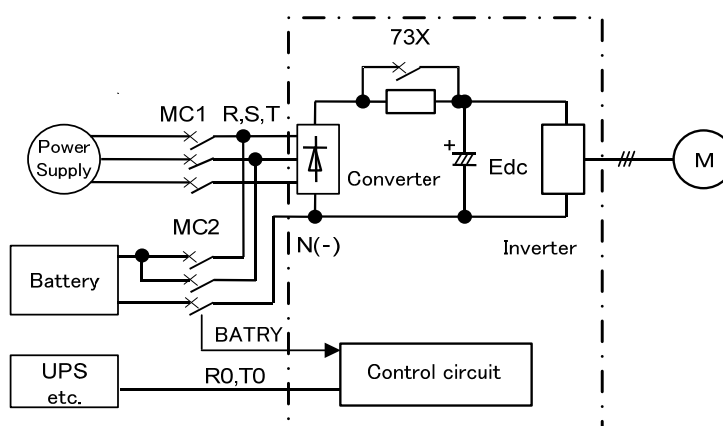 73X
MC1
R,S,T
Power
Supply
+
Edc
M
Converter
MC2
N(-)
Inverter
Battery
BATRY
UPS
etc.
R0,T0
Control circuit